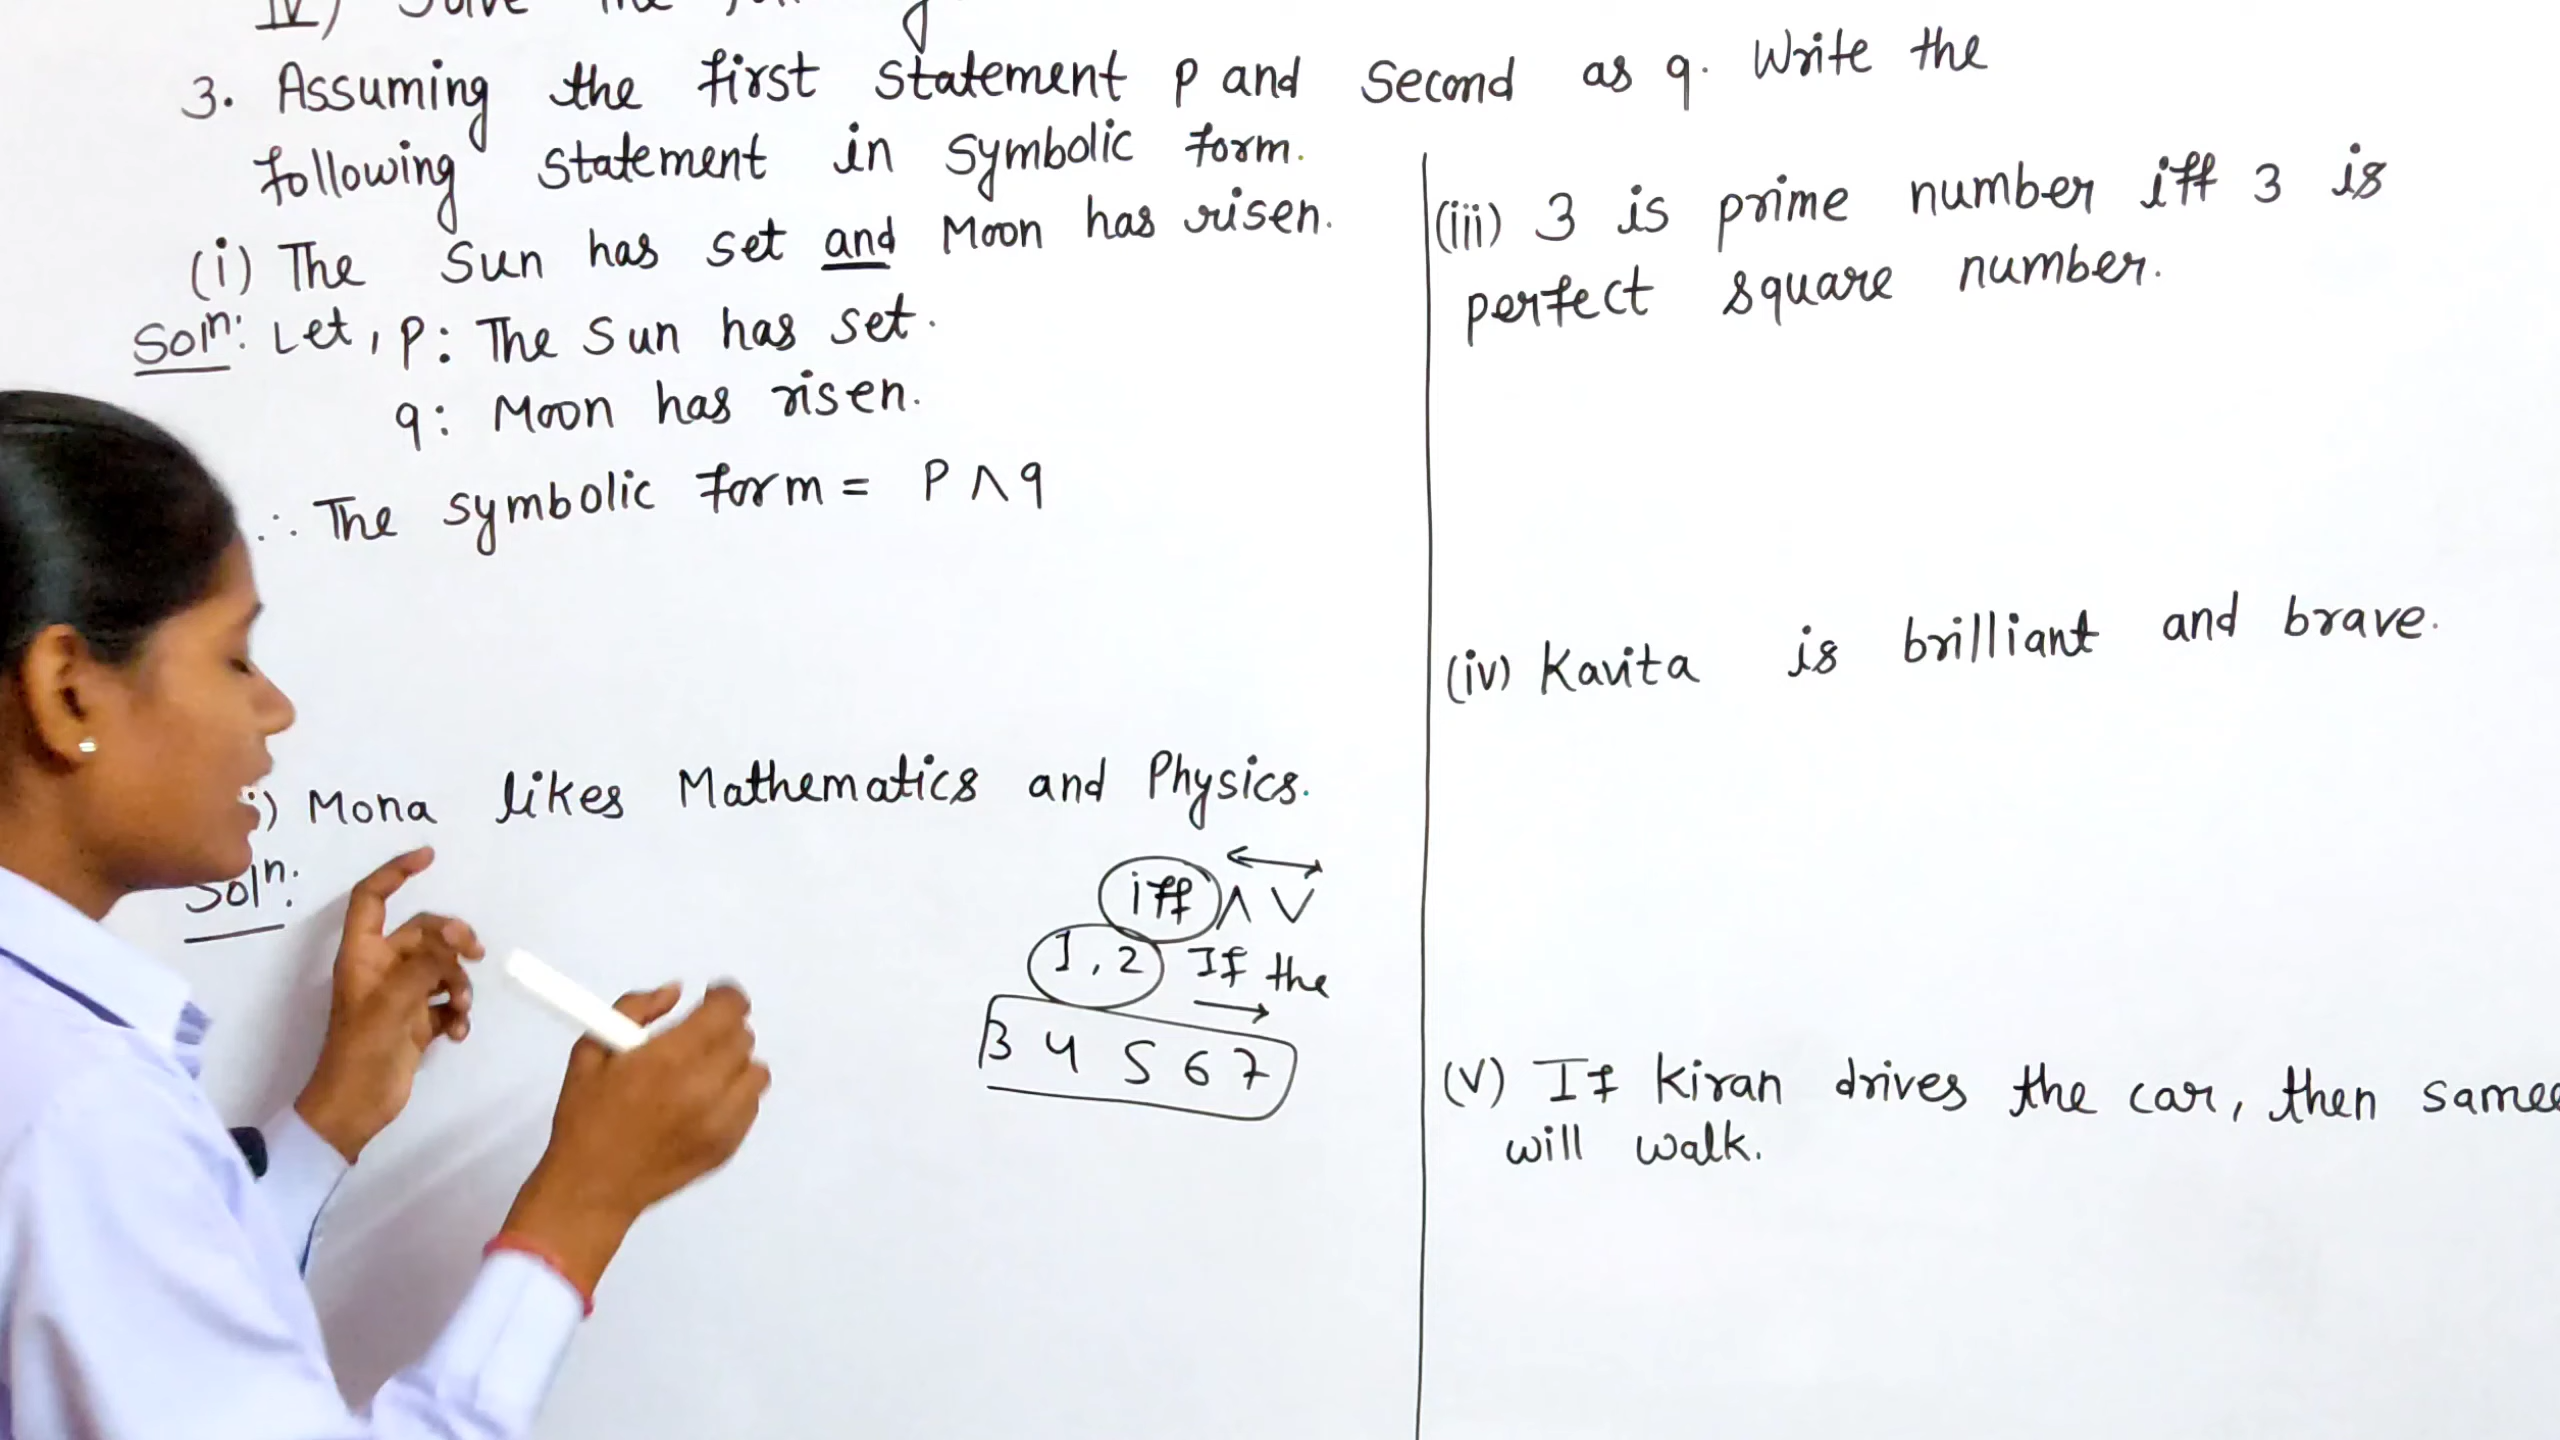 IV) Solve the
3. Assuming the first statement p and second as q. Write the
following statement in symbolic form.
(i) The Sun has set and Moon has risen.
Soln: Let, p: The Sun has set.
q: Moon has risen.
∴ The symbolic form = P ∧ q
i) Mona likes Mathematics and Physics.
Soln:
iff ∧ ∨ ↔
1, 2 If the →
3 4 5 6 7
(iii) 3 is prime number iff 3 is
perfect square number.
(iv) Kavita is brilliant and brave.
(v) If Kiran drives the car, then
will walk.